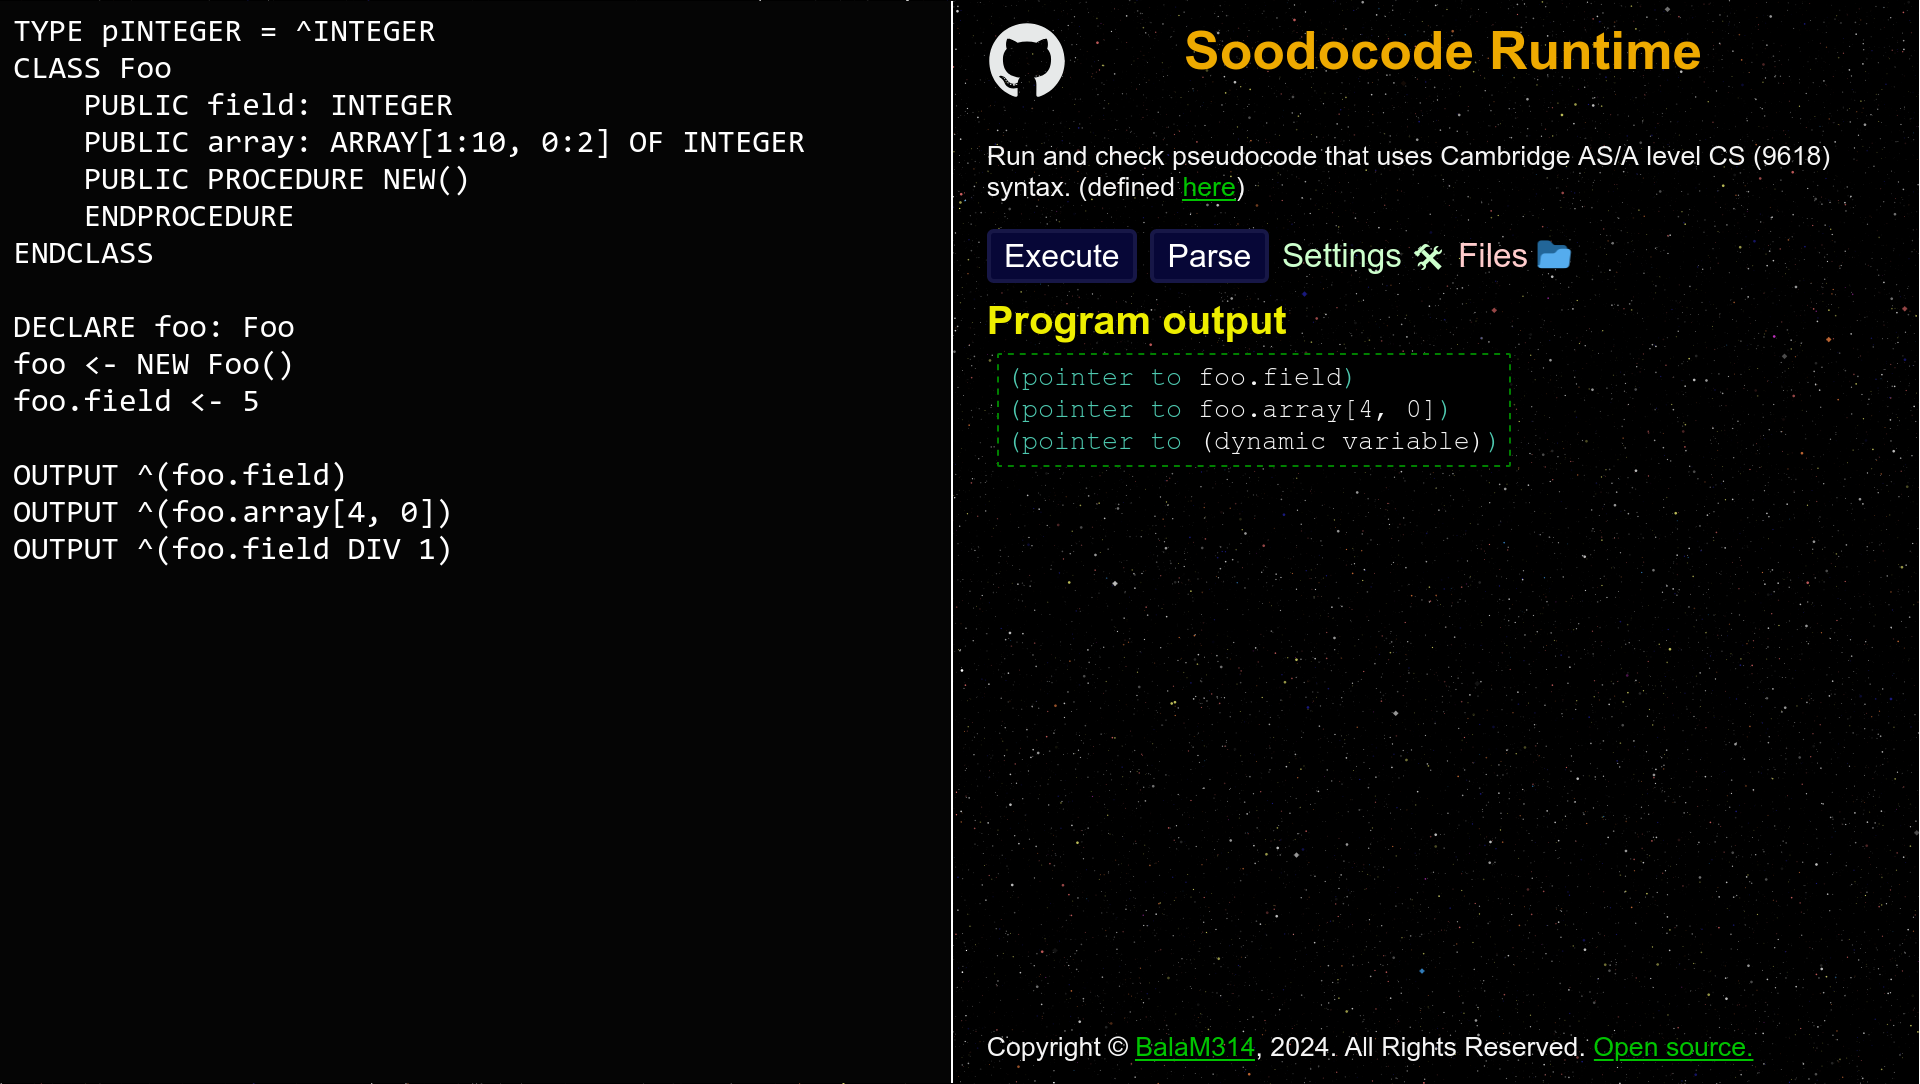 TYPE pINTEGER = ^INTEGER
CLASS Foo
    PUBLIC field: INTEGER
    PUBLIC array: ARRAY[1:10, 0:2] OF INTEGER
    PUBLIC PROCEDURE NEW()
    ENDPROCEDURE
ENDCLASS

DECLARE foo: Foo
foo <- NEW Foo()
foo.field <- 5

OUTPUT ^(foo.field)
OUTPUT ^(foo.array[4, 0])
OUTPUT ^(foo.field DIV 1)
Soodocode Runtime
Run and check pseudocode that uses Cambridge AS/A level CS (9618)
syntax. (defined here)
Execute Parse Settings 🛠 Files 📂
Program output
(pointer to foo.field)
(pointer to foo.array[4, 0])
(pointer to (dynamic variable))
Copyright © BalaM314, 2024. All Rights Reserved. Open source.